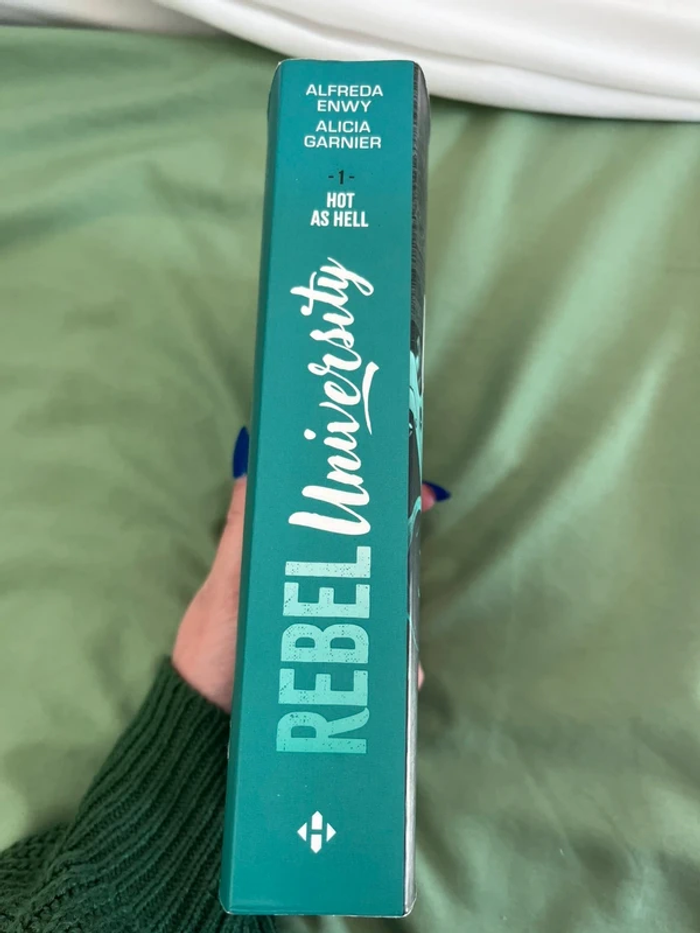 ALFREDA
ENWY
ALICIA
GARNIER
-1-
HOT
AS HELL
REBEL University
H